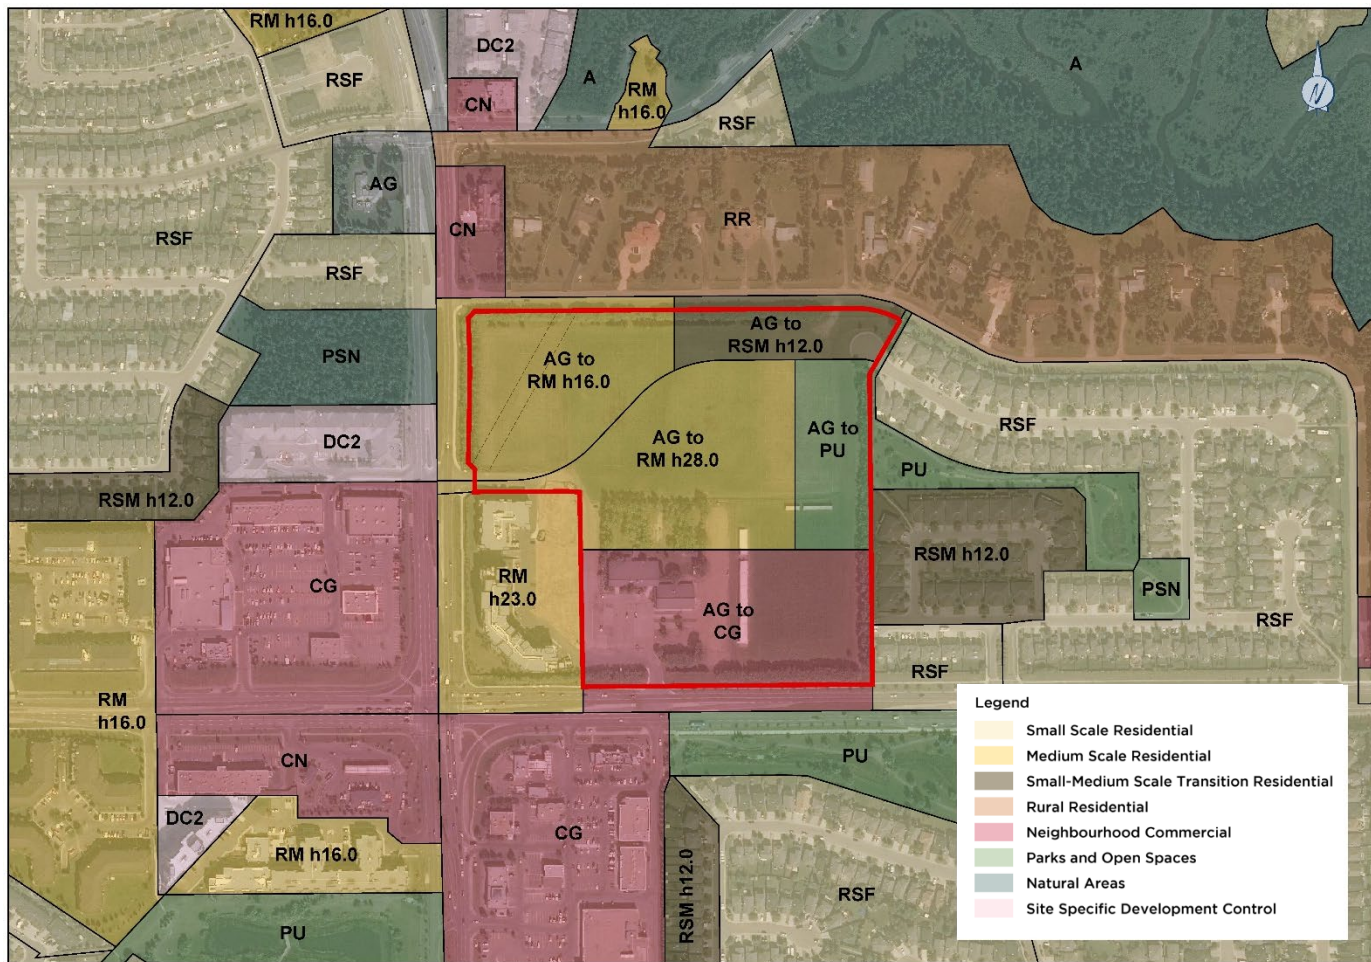 RM h16.0
DC2
A
A
RSF
RM
h16.0
CN
RSF
N
AG
RSF
CN
RR
RSF
AG to
RSM h12.0
PSN
AG to
RM h16.0
RSF
DC2
AG to
RM h28.0
AG to
PU
PU
RSM h12.0
RSM h12.0
CG
RM
h23.0
PSN
AG to
CG
RSF
RSF
RM
h16.0
CN
PU
DC2
CG
RM h16.0
RSM h12.0
RSF
PU
Legend
Small Scale Residential
Medium Scale Residential
Small-Medium Scale Transition Residential
Rural Residential
Neighbourhood Commercial
Parks and Open Spaces
Natural Areas
Site Specific Development Control